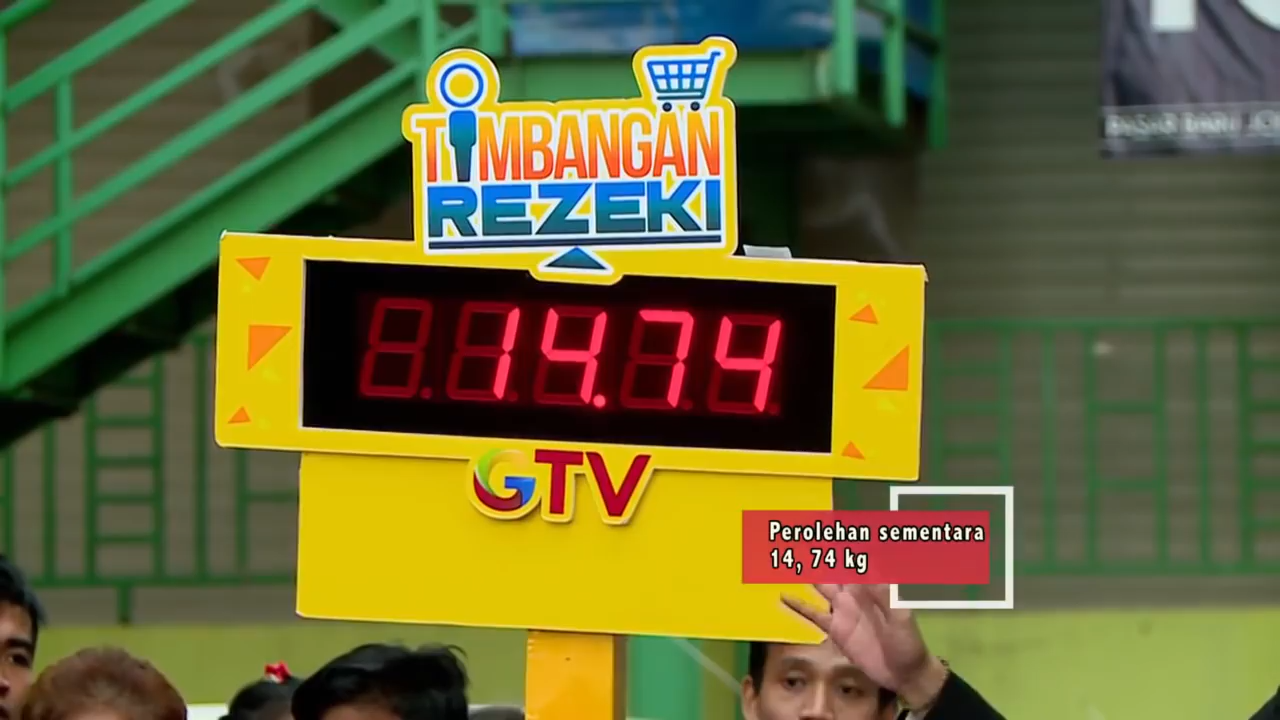 TIMBANGAN
REZEKI
14.74
GTV
Perolehan sementara
14, 74 kg